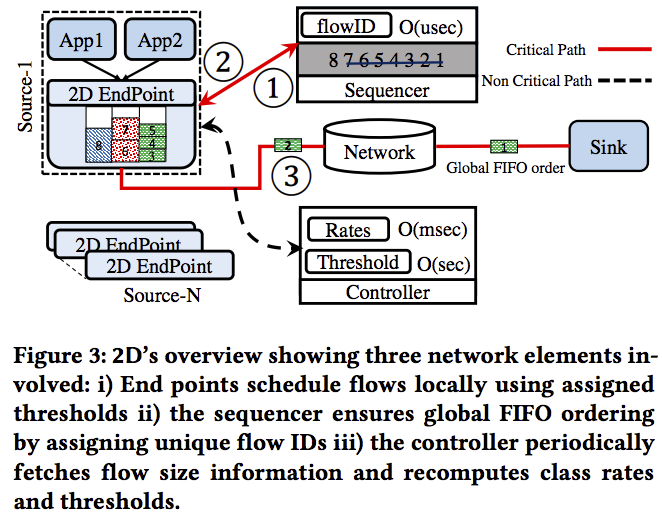 App1
App2
Source-1
2D EndPoint
8
7
5
4
3
2
1
flowID O(usec)
8 7 6 5 4 3 2 1
Sequencer
Critical Path
Non Critical Path
2
3
Network
1
Global FIFO order
Sink
2D EndPoint
2D EndPoint
Source-N
Rates O(msec)
Threshold O(sec)
Controller
Figure 3: 2D's overview showing three network elements in-
volved: i) End points schedule flows locally using assigned
thresholds ii) the sequencer ensures global FIFO ordering
by assigning unique flow IDs iii) the controller periodically
fetches flow size information and recomputes class rates
and thresholds.